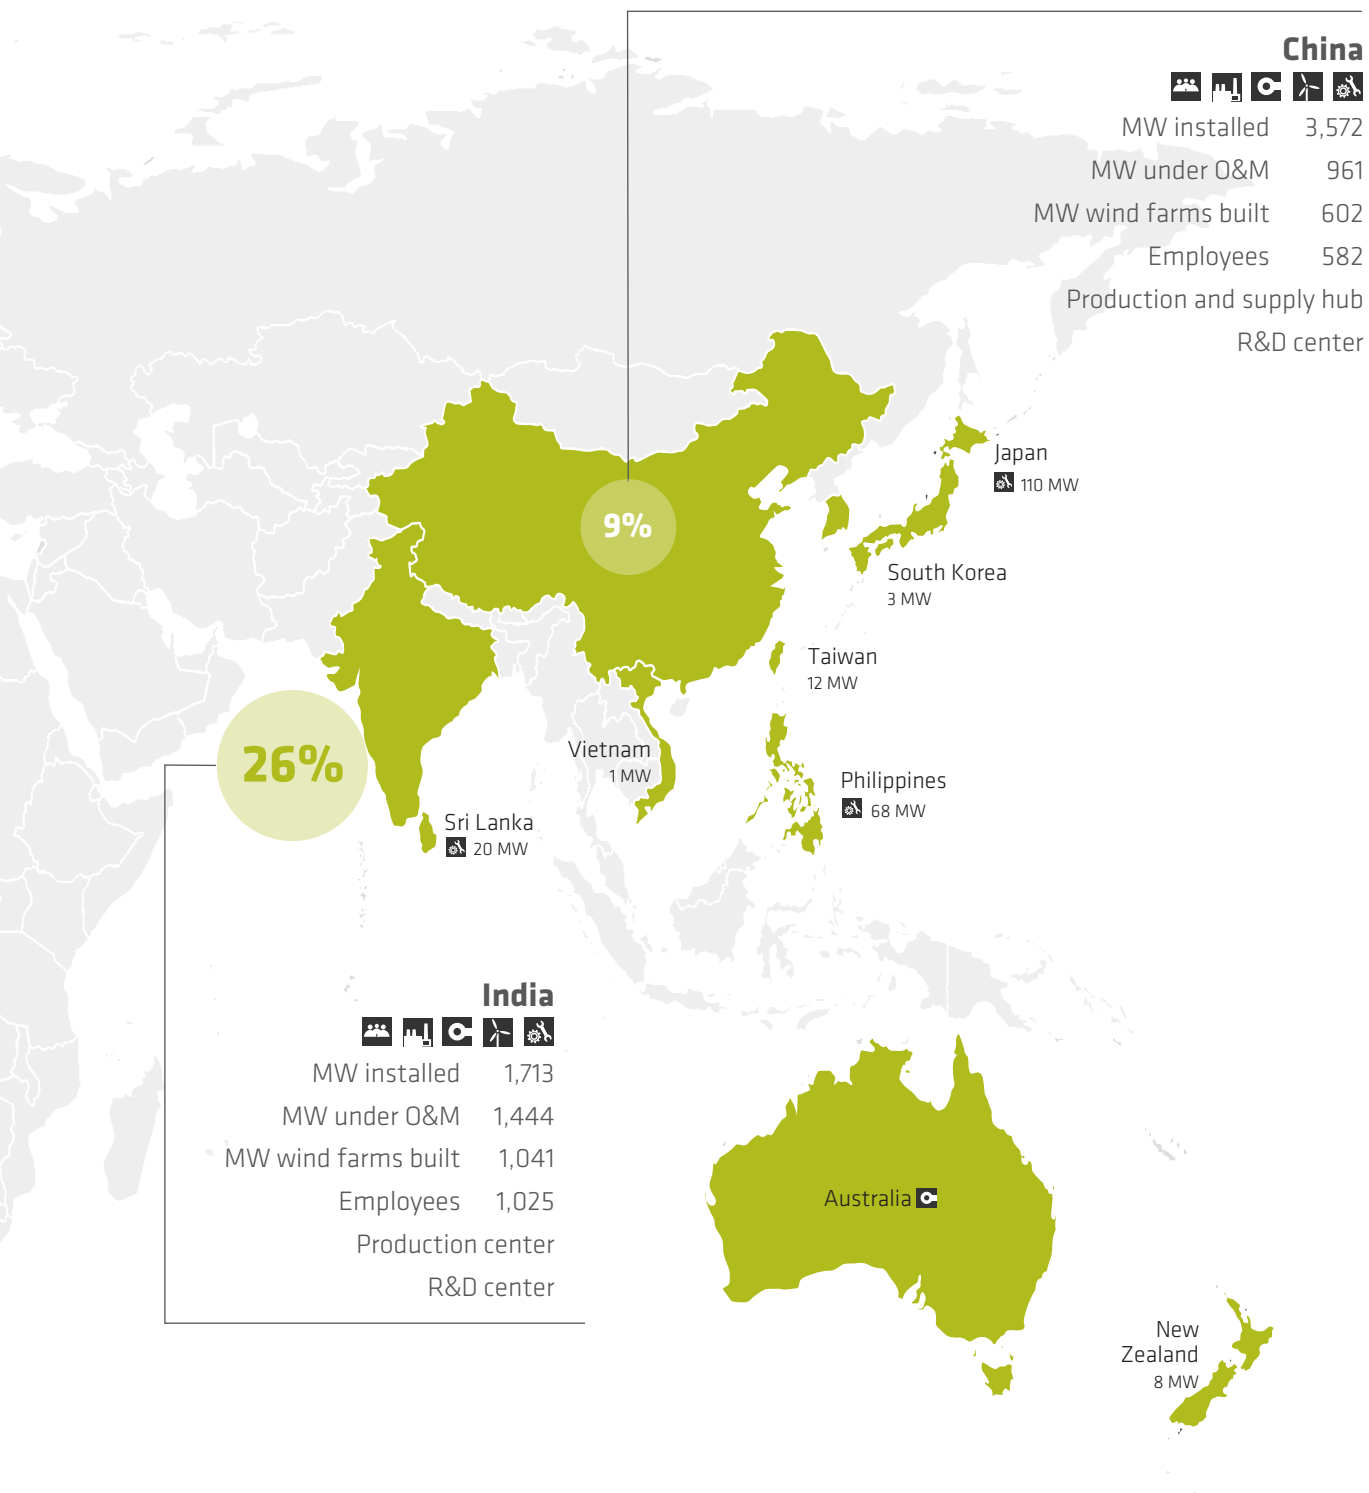 China
MW installed 3,572
MW under O&M 961
MW wind farms built 602
Employees 582
Production and supply hub
R&D center
Japan
110 MW
9%
South Korea
3 MW
Taiwan
12 MW
Vietnam
1 MW
26%
Philippines
68 MW
Sri Lanka
20 MW
India
MW installed 1,713
MW under O&M 1,444
MW wind farms built 1,041
Employees 1,025
Production center
R&D center
Australia
New
Zealand
8 MW